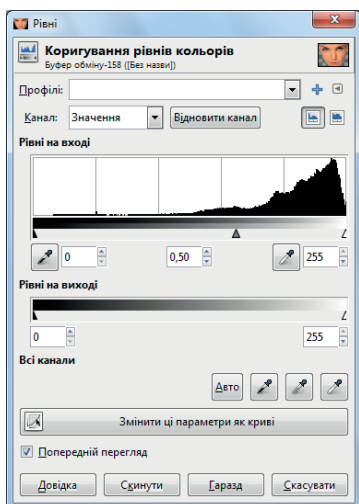 Рівні
Коригування рівнів кольорів
Буфер обміну-158 ([Без назви])
Профілі:
Канал: Значення Відновити канал
Рівні на вході
0 0,50 255
Рівні на виході
0 255
Всі канали
Авто
Змінити ці параметри як криві
Попередній перегляд
Довідка Скинути Гаразд Скасувати